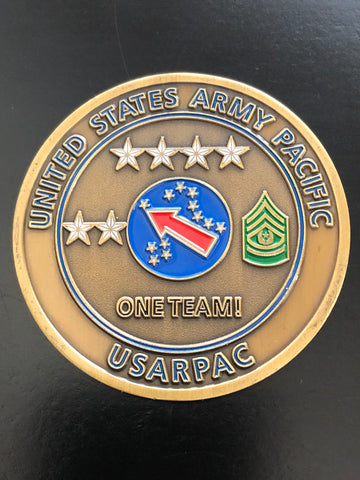 UNITED STATES ARMY PACIFIC
ONE TEAM!
USARPAC